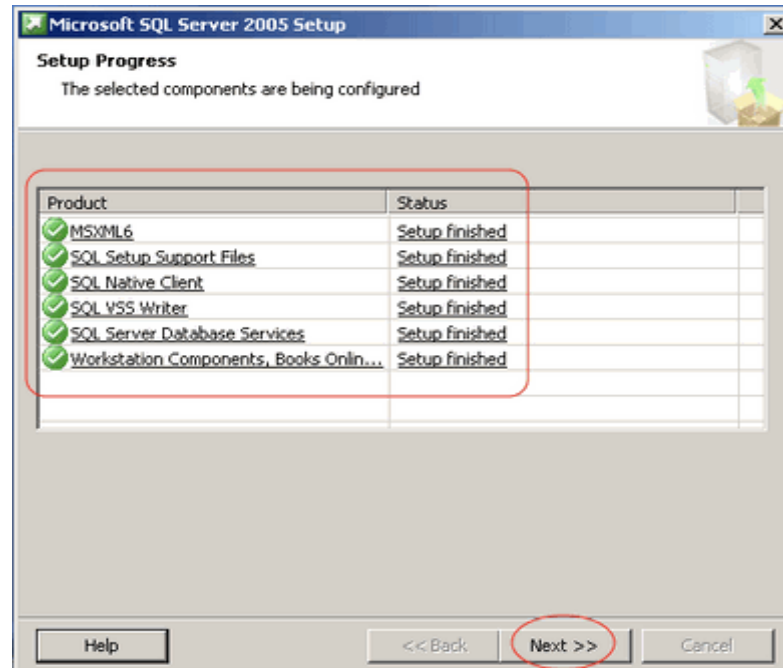 Microsoft SQL Server 2005 Setup
Setup Progress
The selected components are being configured
Product Status
MSXML6 Setup finished
SQL Setup Support Files Setup finished
SQL Native Client Setup finished
SQL VSS Writer Setup finished
SQL Server Database Services Setup finished
Workstation Components, Books Onlin... Setup finished
Help << Back Next >> Cancel